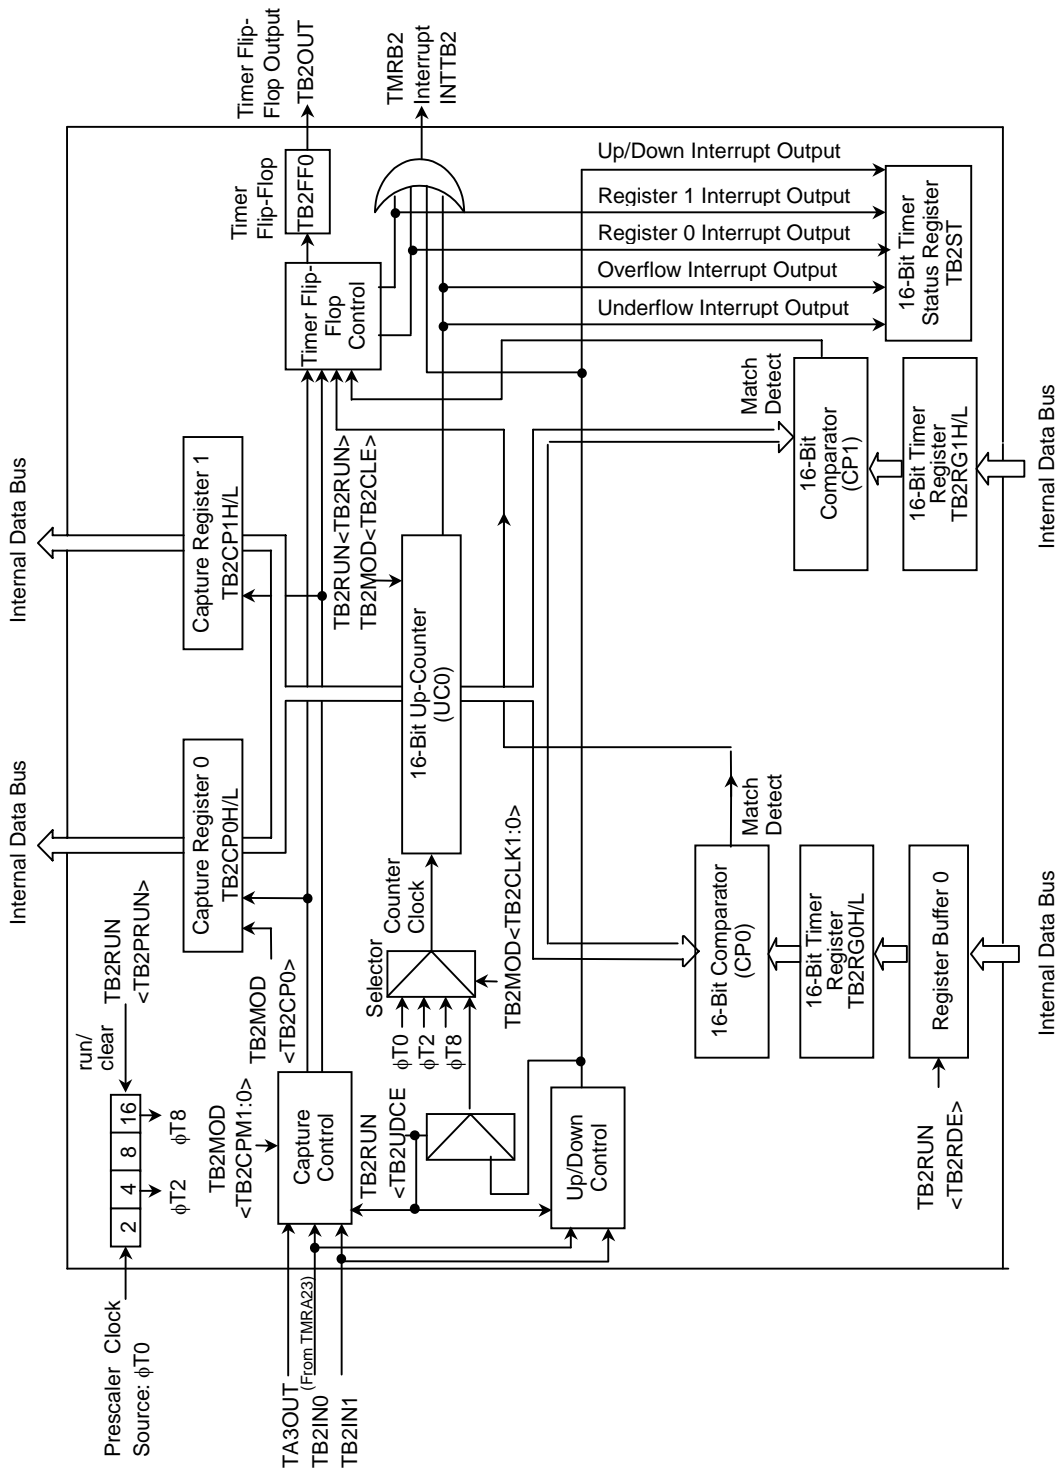 Internal Data Bus
Internal Data Bus
Prescaler Clock
Source: ϕT0
2
4
8
16
ϕT2
ϕT8
run/
clear
TB2RUN
<TB2PRUN>
Capture Register 0
TB2CP0H/L
Capture Register 1
TB2CP1H/L
Timer Flip-
Flop Output
TB2OUT
Timer
Flip-Flop
TB2FF0
TB2MOD
<TB2CPM1:0>
TB2MOD
<TB2CP0>
TA3OUT
(From TMRA23)
TB2IN0
TB2IN1
Capture
Control
TB2RUN
<TB2UDCE
Selector
ϕT0
ϕT2
ϕT8
Counter
Clock
TB2MOD<TB2CLK1:0>
TB2RUN<TB2RUN>
TB2MOD<TB2CLE>
16-Bit Up-Counter
(UC0)
Timer Flip-
Flop
Control
TMRB2
Interrupt
INTTB2
Up/Down
Control
Up/Down Interrupt Output
Register 1 Interrupt Output
Register 0 Interrupt Output
Overflow Interrupt Output
Underflow Interrupt Output
16-Bit Timer
Status Register
TB2ST
Match
Detect
16-Bit Comparator
(CP0)
16-Bit Timer
Register
TB2RG0H/L
Register Buffer 0
TB2RUN
<TB2RDE>
Match
Detect
16-Bit
Comparator
(CP1)
16-Bit Timer
Register
TB2RG1H/L
Internal Data Bus
Internal Data Bus